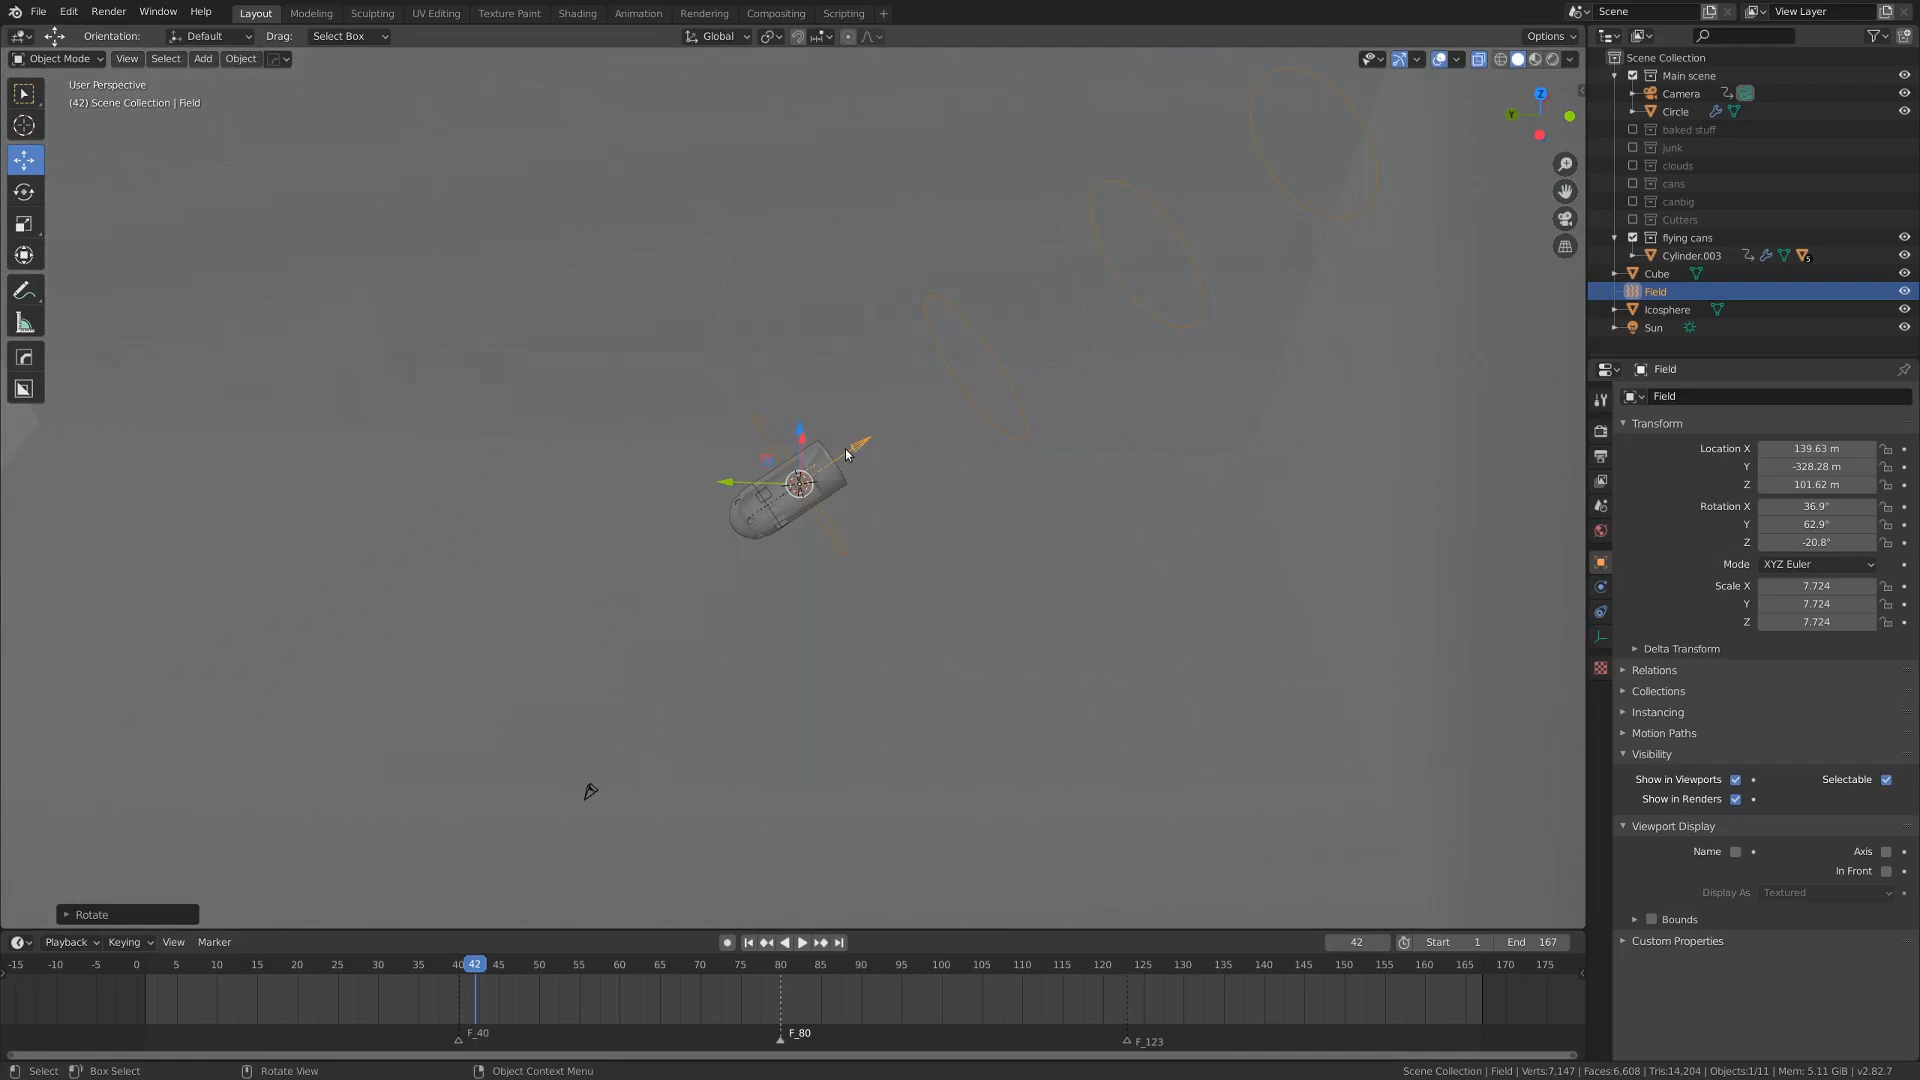 File Edit Render Window Help Layout Modeling Sculpting UV Editing Texture Paint Shading Animation Rendering Compositing Scripting + Scene View Layer
Orientation: Default Drag: Select Box Global Options
Object Mode View Select Add Object
User Perspective
(42) Scene Collection | Field
Z
Y
Scene Collection
Main scene
Camera
Circle
baked stuff
junk
clouds
cans
canbig
Cutters
flying cans
Cylinder.003 5
Cube
Field
Icosphere
Sun
Field
Field
Transform
Location X 139.63 m
Y -328.28 m
Z 101.62 m
Rotation X 36.9°
Y 62.9°
Z -20.8°
Mode XYZ Euler
Scale X 7.724
Y 7.724
Z 7.724
Delta Transform
Relations
Collections
Instancing
Motion Paths
Visibility
Show in Viewports Selectable
Show in Renders
Viewport Display
Name Axis
In Front
Display As Textured
Bounds
Custom Properties
Rotate
Playback Keying View Marker 42 Start 1 End 167
-15 -10 -5 0 5 10 15 20 25 30 35 40 42 45 50 55 60 65 70 75 80 85 90 95 100 105 110 115 120 125 130 135 140 145 150 155 160 165 170 175
F_40 F_80 F_123
Select Box Select Rotate View Object Context Menu Scene Collection | Field | Verts:7,147 | Faces:6,608 | Tris:14,204 | Objects:1/11 | Mem: 5.11 GiB | v2.82.7